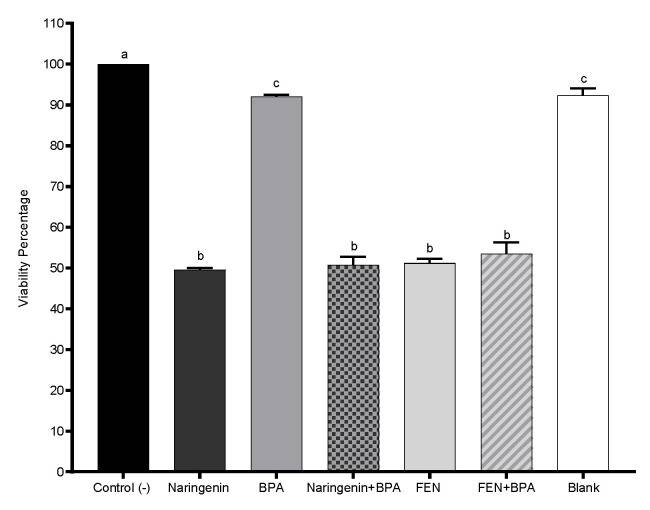 110
100
90
80
70
60
50
40
30
20
10
0
Viability Percentage
a
b
c
b
b
b
c
Control (-) Naringenin BPA Naringenin+BPA FEN FEN+BPA Blank